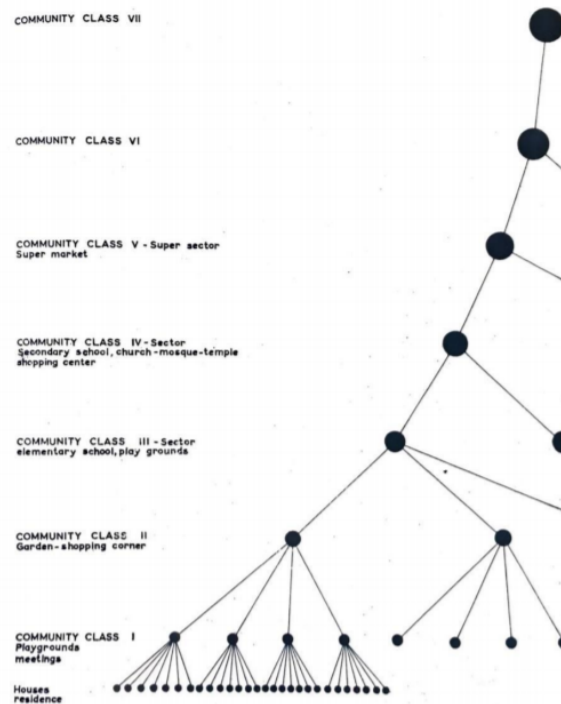 COMMUNITY CLASS VII
COMMUNITY CLASS VI
COMMUNITY CLASS V - Super sector
Super market
COMMUNITY CLASS IV - Sector
Secondary school, church-mosque-temple
shopping center
COMMUNITY CLASS III - Sector
elementary school, play grounds
COMMUNITY CLASS II
Garden-shopping corner
COMMUNITY CLASS I
Playgrounds
meetings
Houses
residence